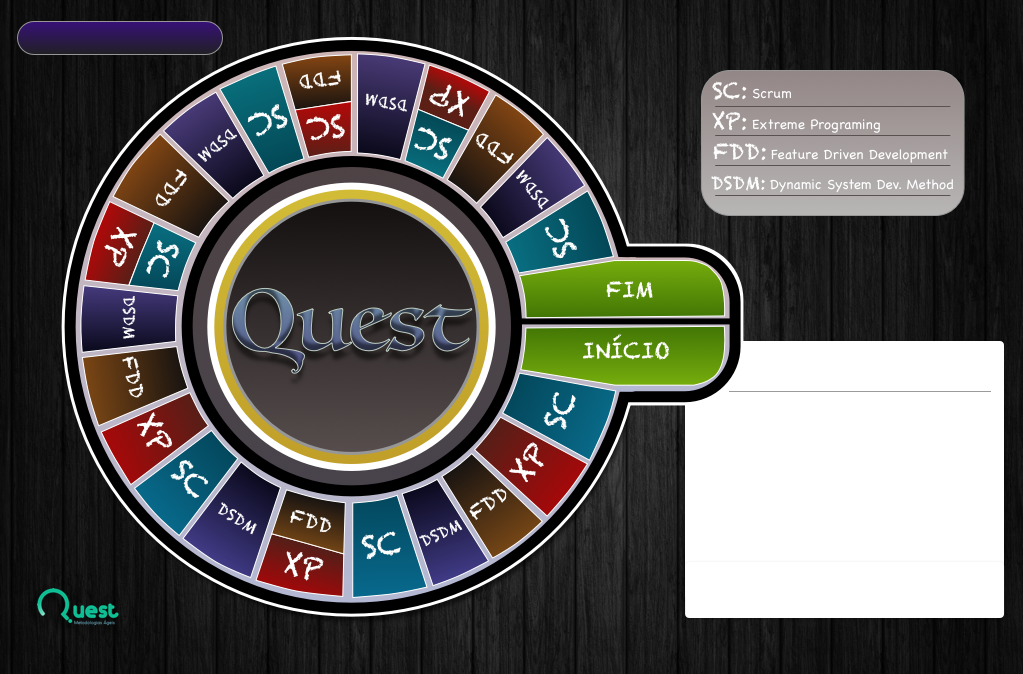 SC: Scrum
XP: Extreme Programing
FDD: Feature Driven Development
DSDM: Dynamic System Dev. Method
FIM
INÍCIO
SC
XP
FDD
DSDM
SC
FDD
XP
DSDM
SC
XP
FDD
DSDM
XP
SC
FDD
DSDM
SC
FDD
SC
DSDM
XP
SC
FDD
DSDM
SC
Quest
Quest
Metodologias Ágeis